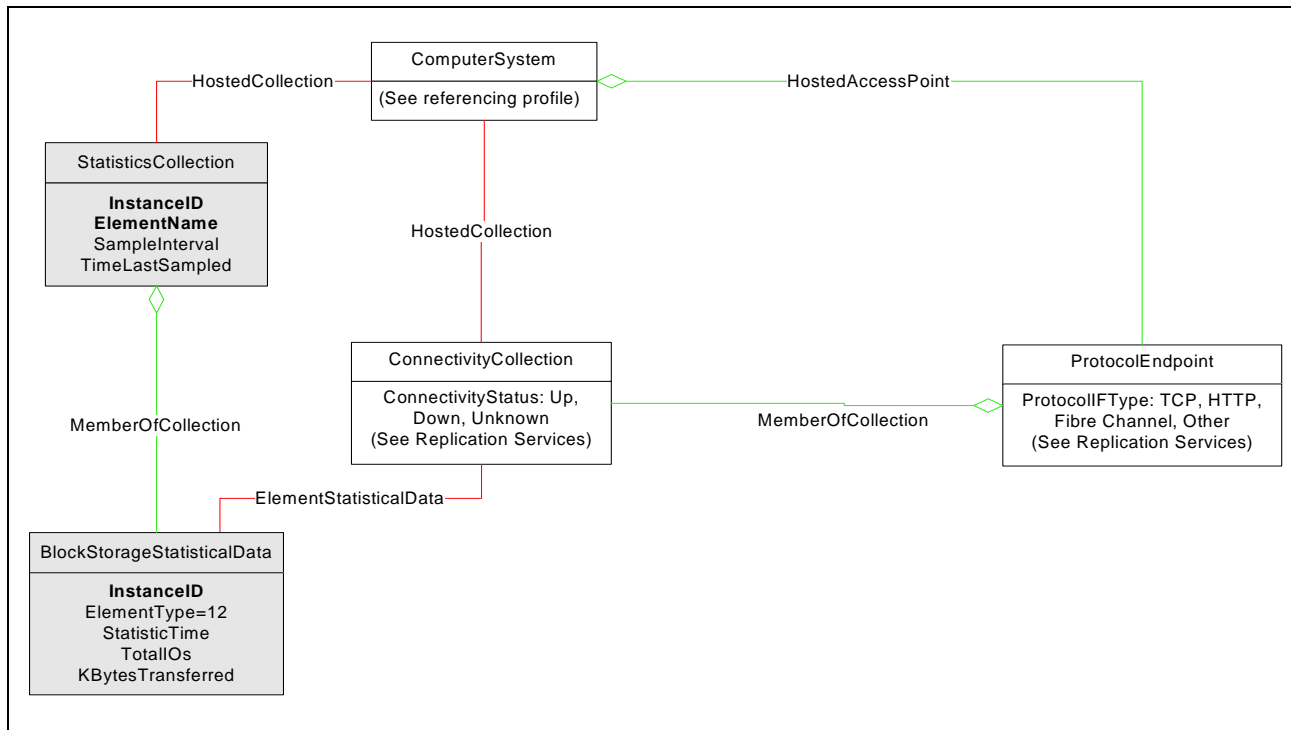 ComputerSystem
(See referencing profile)
HostedCollection
HostedAccessPoint
StatisticsCollection
InstanceID
ElementName
SampleInterval
TimeLastSampled
HostedCollection
ConnectivityCollection
ConnectivityStatus: Up,
Down, Unknown
(See Replication Services)
ProtocolEndpoint
ProtocolIFType: TCP, HTTP,
Fibre Channel, Other
(See Replication Services)
MemberOfCollection
MemberOfCollection
ElementStatisticalData
BlockStorageStatisticalData
InstanceID
ElementType=12
StatisticTime
TotalIOs
KBytesTransferred